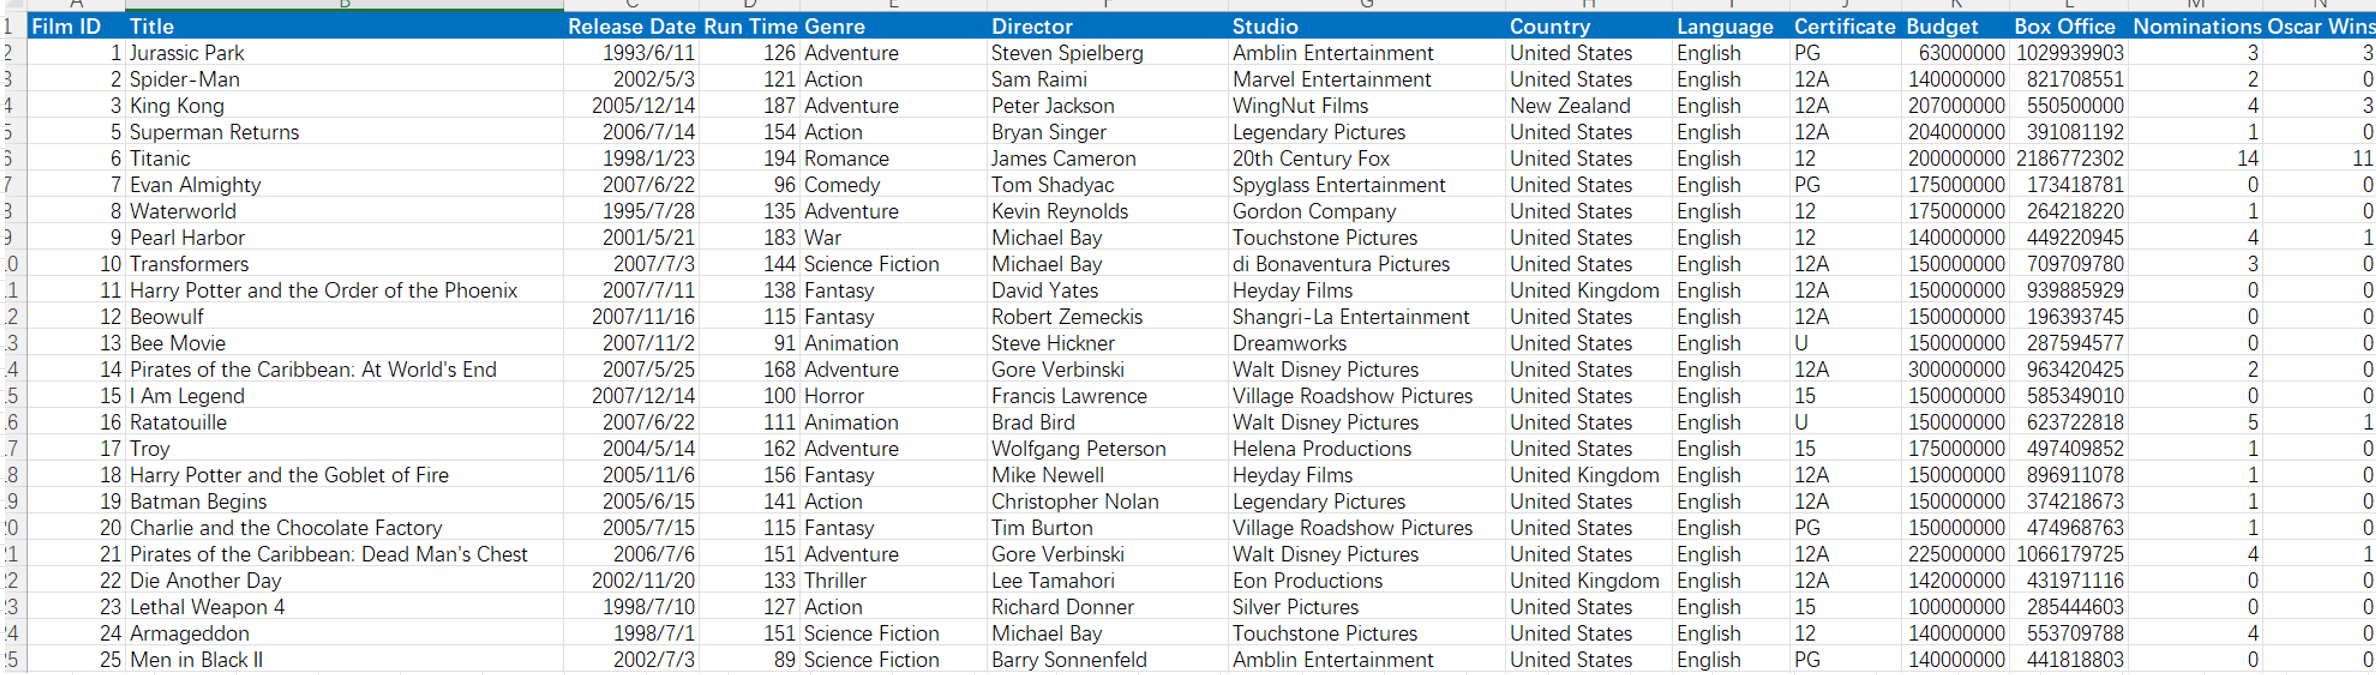 A B C D E F G H I J K L M N
1 Film ID Title Release Date Run Time Genre Director Studio Country Language Certificate Budget Box Office Nominations Oscar Wins
2 1 Jurassic Park 1993/6/11 126 Adventure Steven Spielberg Amblin Entertainment United States English PG 63000000 1029939903 3 3
3 2 Spider-Man 2002/5/3 121 Action Sam Raimi Marvel Entertainment United States English 12A 140000000 821708551 2 0
4 3 King Kong 2005/12/14 187 Adventure Peter Jackson WingNut Films New Zealand English 12A 207000000 550500000 4 3
5 5 Superman Returns 2006/7/14 154 Action Bryan Singer Legendary Pictures United States English 12A 204000000 391081192 1 0
6 6 Titanic 1998/1/23 194 Romance James Cameron 20th Century Fox United States English 12 200000000 2186772302 14 11
7 7 Evan Almighty 2007/6/22 96 Comedy Tom Shadyac Spyglass Entertainment United States English PG 175000000 173418781 0 0
8 8 Waterworld 1995/7/28 135 Adventure Kevin Reynolds Gordon Company United States English 12 175000000 264218220 1 0
9 9 Pearl Harbor 2001/5/21 183 War Michael Bay Touchstone Pictures United States English 12 140000000 449220945 4 1
10 10 Transformers 2007/7/3 144 Science Fiction Michael Bay di Bonaventura Pictures United States English 12A 150000000 709709780 3 0
11 11 Harry Potter and the Order of the Phoenix 2007/7/11 138 Fantasy David Yates Heyday Films United Kingdom English 12A 150000000 939885929 0 0
12 12 Beowulf 2007/11/16 115 Fantasy Robert Zemeckis Shangri-La Entertainment United States English 12A 150000000 196393745 0 0
13 13 Bee Movie 2007/11/2 91 Animation Steve Hickner Dreamworks United States English U 150000000 287594577 0 0
14 14 Pirates of the Caribbean: At World's End 2007/5/25 168 Adventure Gore Verbinski Walt Disney Pictures United States English 12A 300000000 963420425 2 0
15 15 I Am Legend 2007/12/14 100 Horror Francis Lawrence Village Roadshow Pictures United States English 15 150000000 585349010 0 0
16 16 Ratatouille 2007/6/22 111 Animation Brad Bird Walt Disney Pictures United States English U 150000000 623722818 5 1
17 17 Troy 2004/5/14 162 Adventure Wolfgang Peterson Helena Productions United States English 15 175000000 497409852 1 0
18 18 Harry Potter and the Goblet of Fire 2005/11/6 156 Fantasy Mike Newell Heyday Films United Kingdom English 12A 150000000 896911078 1 0
19 19 Batman Begins 2005/6/15 141 Action Christopher Nolan Legendary Pictures United States English 12A 150000000 374218673 1 0
20 20 Charlie and the Chocolate Factory 2005/7/15 115 Fantasy Tim Burton Village Roadshow Pictures United States English PG 150000000 474968763 1 0
21 21 Pirates of the Caribbean: Dead Man's Chest 2006/7/6 151 Adventure Gore Verbinski Walt Disney Pictures United States English 12A 225000000 1066179725 4 1
22 22 Die Another Day 2002/11/20 133 Thriller Lee Tamahori Eon Productions United Kingdom English 12A 142000000 431971116 0 0
23 23 Lethal Weapon 4 1998/7/10 127 Action Richard Donner Silver Pictures United States English 15 100000000 285444603 0 0
24 24 Armageddon 1998/7/1 151 Science Fiction Michael Bay Touchstone Pictures United States English 12 140000000 553709788 4 0
25 25 Men in Black II 2002/7/3 89 Science Fiction Barry Sonnenfeld Amblin Entertainment United States English PG 140000000 441818803 0 0